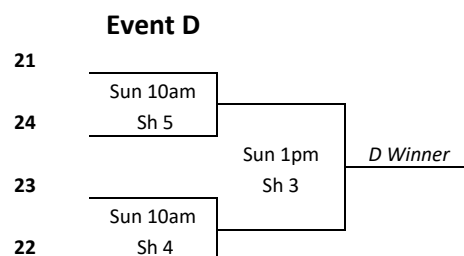 Event D
21
Sun 10am
24
Sh 5
Sun 1pm
D Winner
23
Sh 3
Sun 10am
22
Sh 4